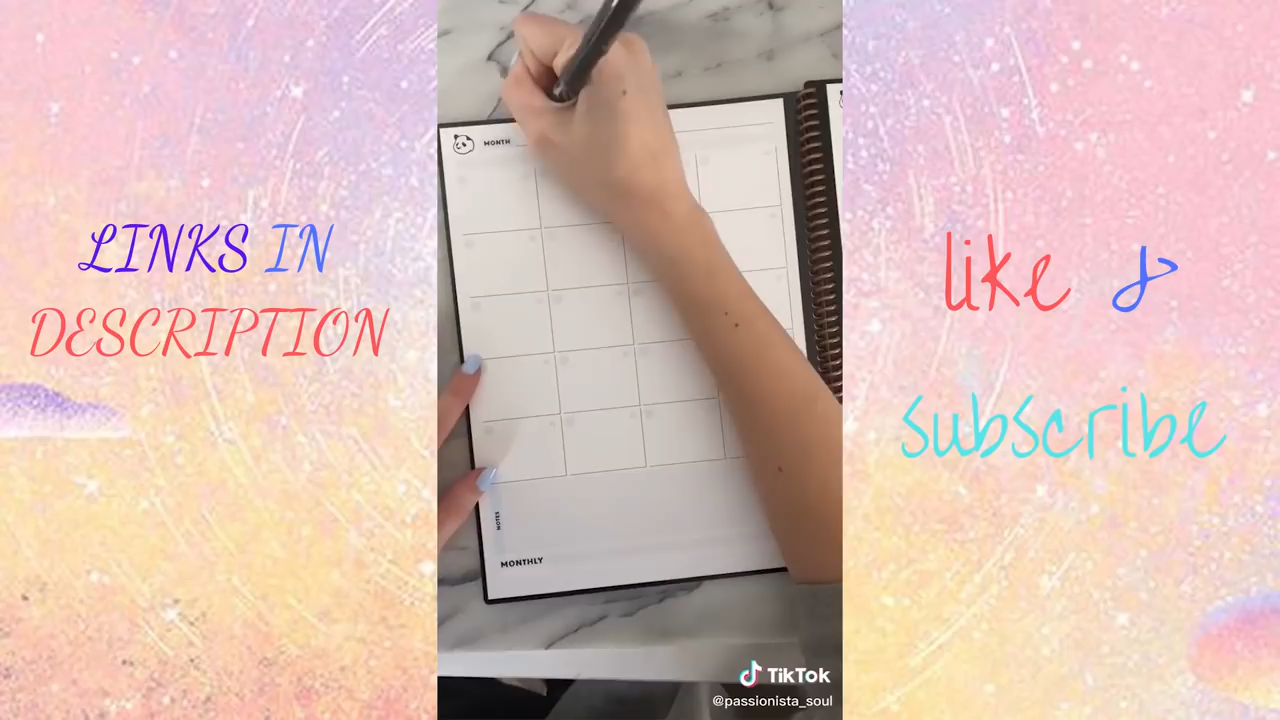 LINKS IN
DESCRIPTION
MONTH
NOTES
MONTHLY
TikTok
@passionista_soul
like &
subscribe